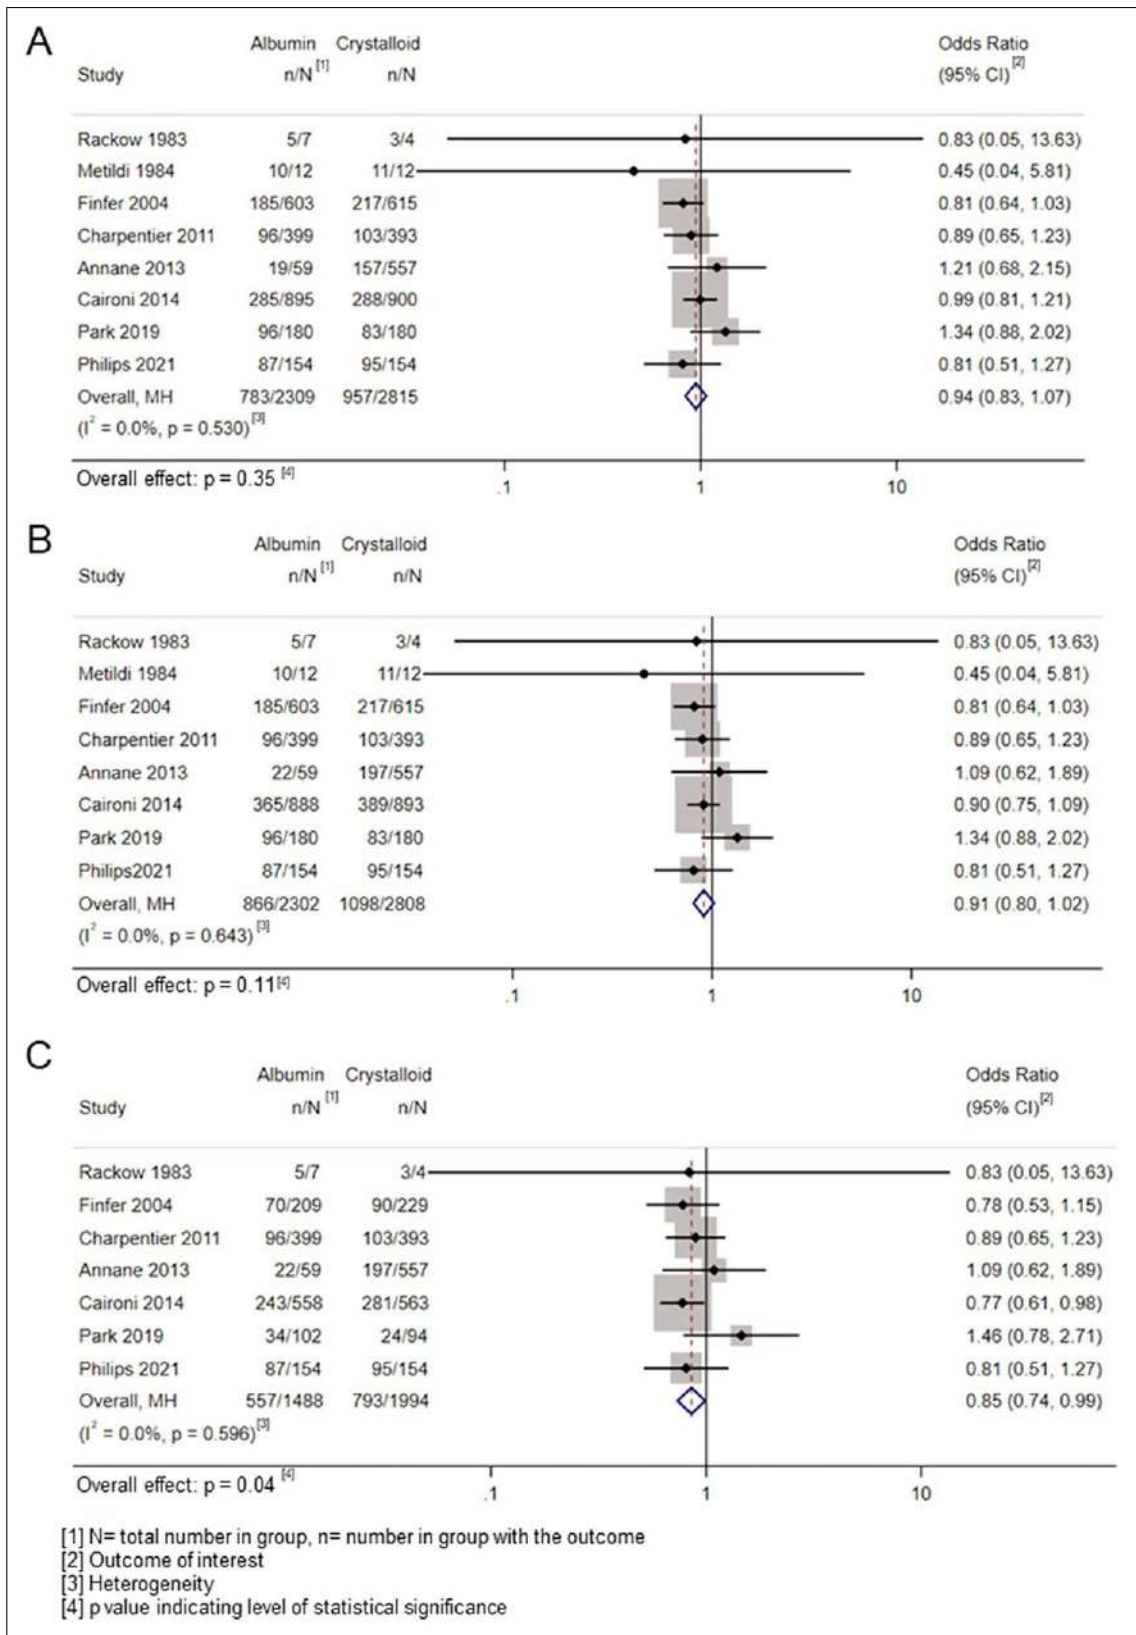 A
Albumin Crystalloid Odds Ratio
Study n/N [1] n/N (95% CI) [2]
Rackow 1983 5/7 3/4 0.83 (0.05, 13.63)
Metildi 1984 10/12 11/12 0.45 (0.04, 5.81)
Finfer 2004 185/603 217/615 0.81 (0.64, 1.03)
Charpentier 2011 96/399 103/393 0.89 (0.65, 1.23)
Annane 2013 19/59 157/557 1.21 (0.68, 2.15)
Caironi 2014 285/895 288/900 0.99 (0.81, 1.21)
Park 2019 96/180 83/180 1.34 (0.88, 2.02)
Philips 2021 87/154 95/154 0.81 (0.51, 1.27)
Overall, MH 783/2309 957/2815 0.94 (0.83, 1.07)
(I² = 0.0%, p = 0.530) [3]
Overall effect: p = 0.35 [4]
.1 1 10
B
Albumin Crystalloid Odds Ratio
Study n/N [1] n/N (95% CI) [2]
Rackow 1983 5/7 3/4 0.83 (0.05, 13.63)
Metildi 1984 10/12 11/12 0.45 (0.04, 5.81)
Finfer 2004 185/603 217/615 0.81 (0.64, 1.03)
Charpentier 2011 96/399 103/393 0.89 (0.65, 1.23)
Annane 2013 22/59 197/557 1.09 (0.62, 1.89)
Caironi 2014 365/888 389/893 0.90 (0.75, 1.09)
Park 2019 96/180 83/180 1.34 (0.88, 2.02)
Philips2021 87/154 95/154 0.81 (0.51, 1.27)
Overall, MH 866/2302 1098/2808 0.91 (0.80, 1.02)
(I² = 0.0%, p = 0.643) [3]
Overall effect: p = 0.11 [4]
.1 1 10
C
Albumin Crystalloid Odds Ratio
Study n/N [1] n/N (95% CI) [2]
Rackow 1983 5/7 3/4 0.83 (0.05, 13.63)
Finfer 2004 70/209 90/229 0.78 (0.53, 1.15)
Charpentier 2011 96/399 103/393 0.89 (0.65, 1.23)
Annane 2013 22/59 197/557 1.09 (0.62, 1.89)
Caironi 2014 243/558 281/563 0.77 (0.61, 0.98)
Park 2019 34/102 24/94 1.46 (0.78, 2.71)
Philips 2021 87/154 95/154 0.81 (0.51, 1.27)
Overall, MH 557/1488 793/1994 0.85 (0.74, 0.99)
(I² = 0.0%, p = 0.596) [3]
Overall effect: p = 0.04 [4]
.1 1 10
[1] N= total number in group, n= number in group with the outcome
[2] Outcome of interest
[3] Heterogeneity
[4] p value indicating level of statistical significance